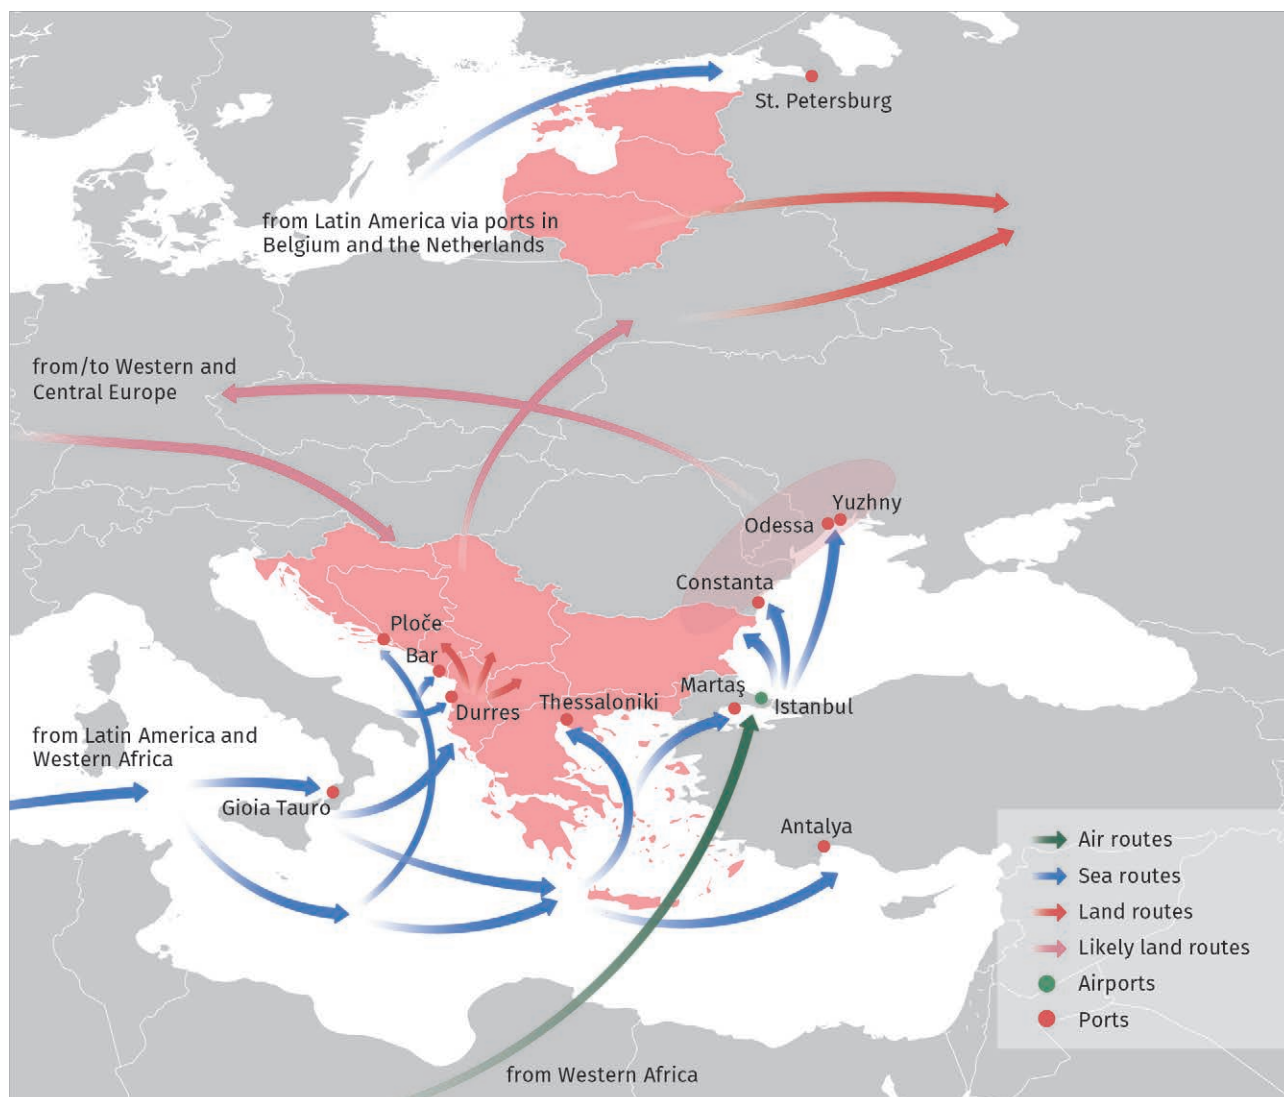 St. Petersburg
from Latin America via ports in
Belgium and the Netherlands
from/to Western and
Central Europe
Yuzhny
Odessa
Constanta
Ploče
Bar
Durres
Thessaloniki
Martaş
Istanbul
from Latin America and
Western Africa
Gioia Tauro
Antalya
from Western Africa
Air routes
Sea routes
Land routes
Likely land routes
Airports
Ports